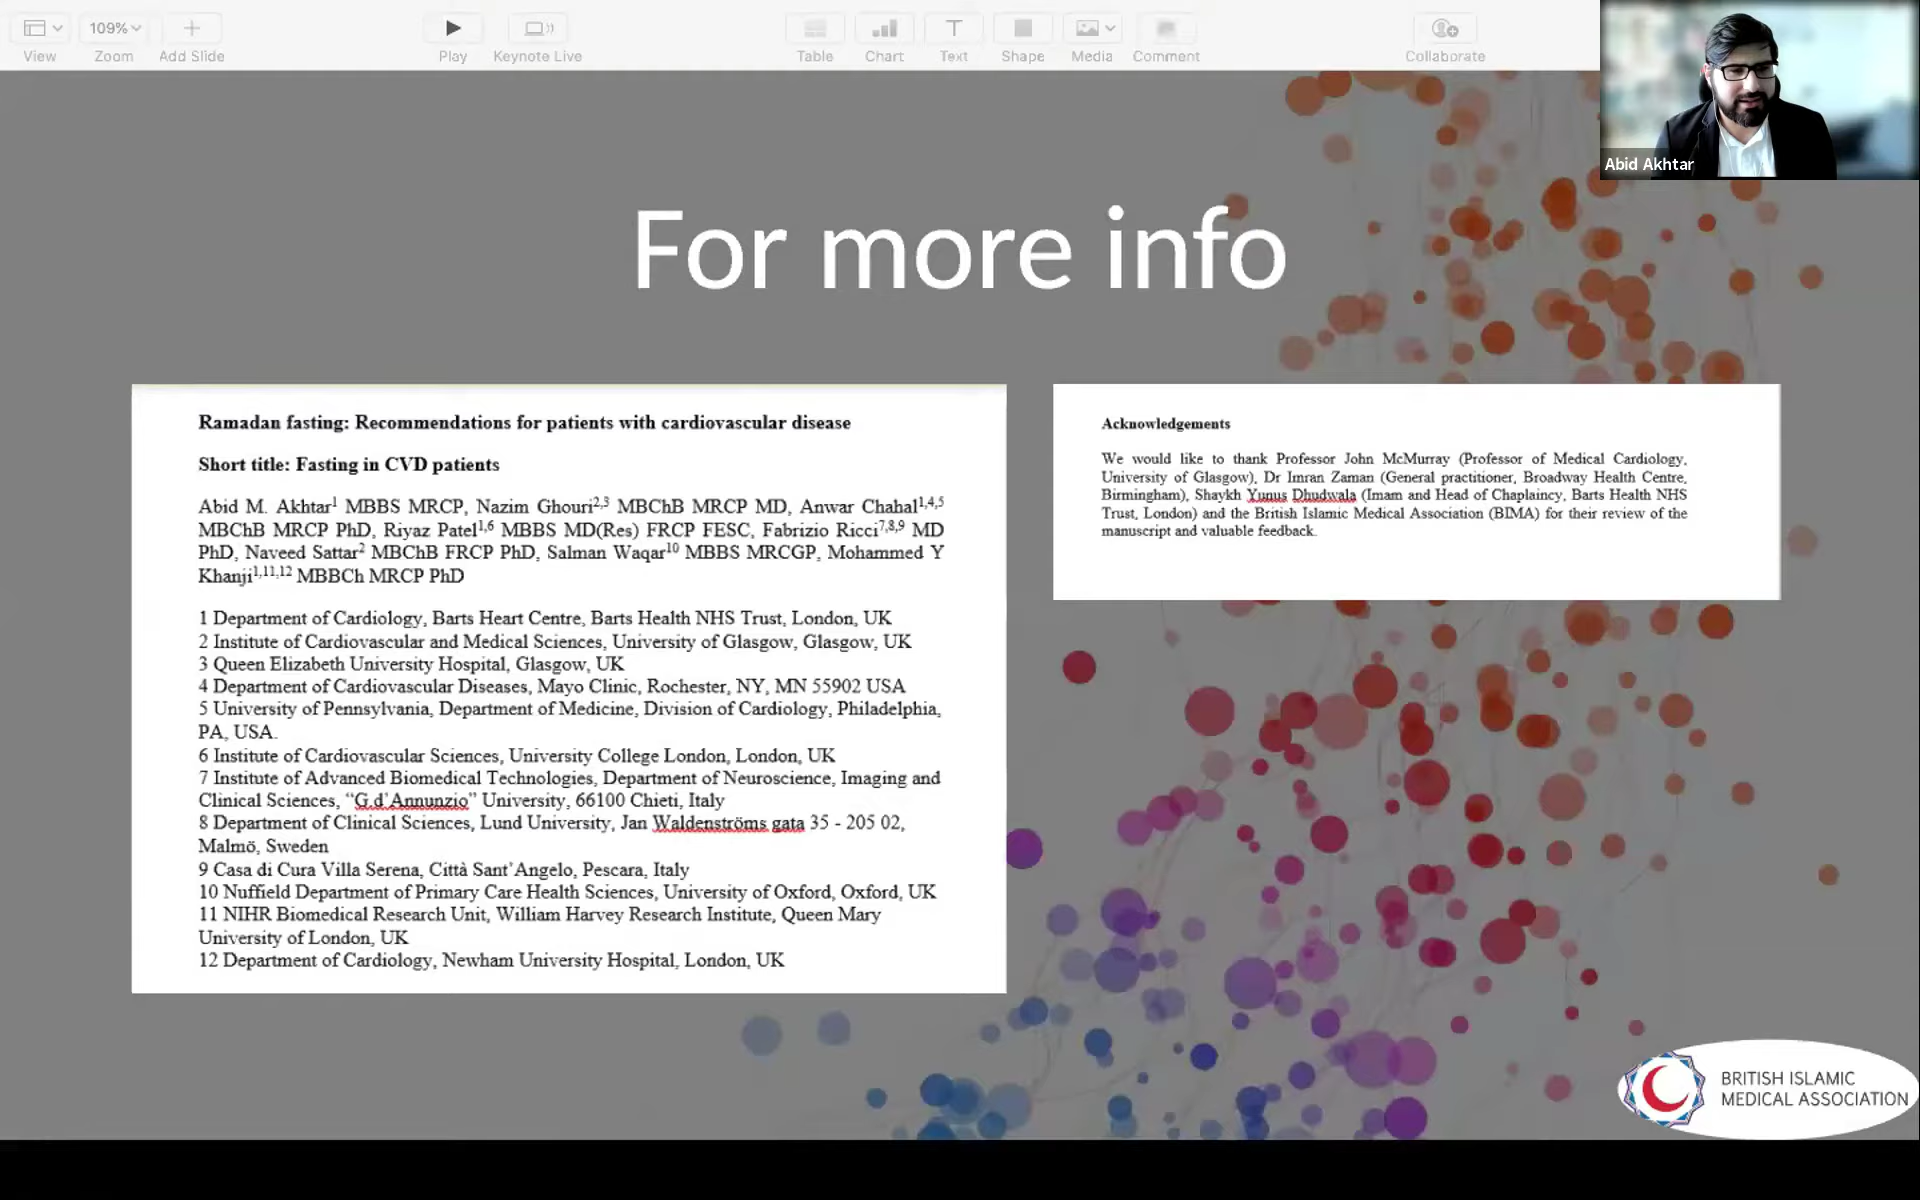 109%
View
Zoom
Add Slide
Play
Keynote Live
Table
Chart
Text
Shape
Media
Comment
Collaborate
Abid Akhtar
For more info
Ramadan fasting: Recommendations for patients with cardiovascular disease
Short title: Fasting in CVD patients
Abid M. Akhtar1 MBBS MRCP, Nazim Ghouri2,3 MBChB MRCP MD, Anwar Chahal1,4,5
MBChB MRCP PhD, Riyaz Patel1,6 MBBS MD(Res) FRCP FESC, Fabrizio Ricci7,8,9 MD
PhD, Naveed Sattar2 MBChB FRCP PhD, Salman Waqar10 MBBS MRCGP, Mohammed Y
Khanji1,11,12 MBBCh MRCP PhD
1 Department of Cardiology, Barts Heart Centre, Barts Health NHS Trust, London, UK
2 Institute of Cardiovascular and Medical Sciences, University of Glasgow, Glasgow, UK
3 Queen Elizabeth University Hospital, Glasgow, UK
4 Department of Cardiovascular Diseases, Mayo Clinic, Rochester, NY, MN 55902 USA
5 University of Pennsylvania, Department of Medicine, Division of Cardiology, Philadelphia,
PA, USA.
6 Institute of Cardiovascular Sciences, University College London, London, UK
7 Institute of Advanced Biomedical Technologies, Department of Neuroscience, Imaging and
Clinical Sciences, “G.d’Annunzio” University, 66100 Chieti, Italy
8 Department of Clinical Sciences, Lund University, Jan Waldenströms gata 35 - 205 02,
Malmö, Sweden
9 Casa di Cura Villa Serena, Città Sant’Angelo, Pescara, Italy
10 Nuffield Department of Primary Care Health Sciences, University of Oxford, Oxford, UK
11 NIHR Biomedical Research Unit, William Harvey Research Institute, Queen Mary
University of London, UK
12 Department of Cardiology, Newham University Hospital, London, UK
Acknowledgements
We would like to thank Professor John McMurray (Professor of Medical Cardiology,
University of Glasgow), Dr Imran Zaman (General practitioner, Broadway Health Centre,
Birmingham), Shaykh Yunus Dhudwala (Imam and Head of Chaplaincy, Barts Health NHS
Trust, London) and the British Islamic Medical Association (BIMA) for their review of the
manuscript and valuable feedback.
BRITISH ISLAMIC
MEDICAL ASSOCIATION